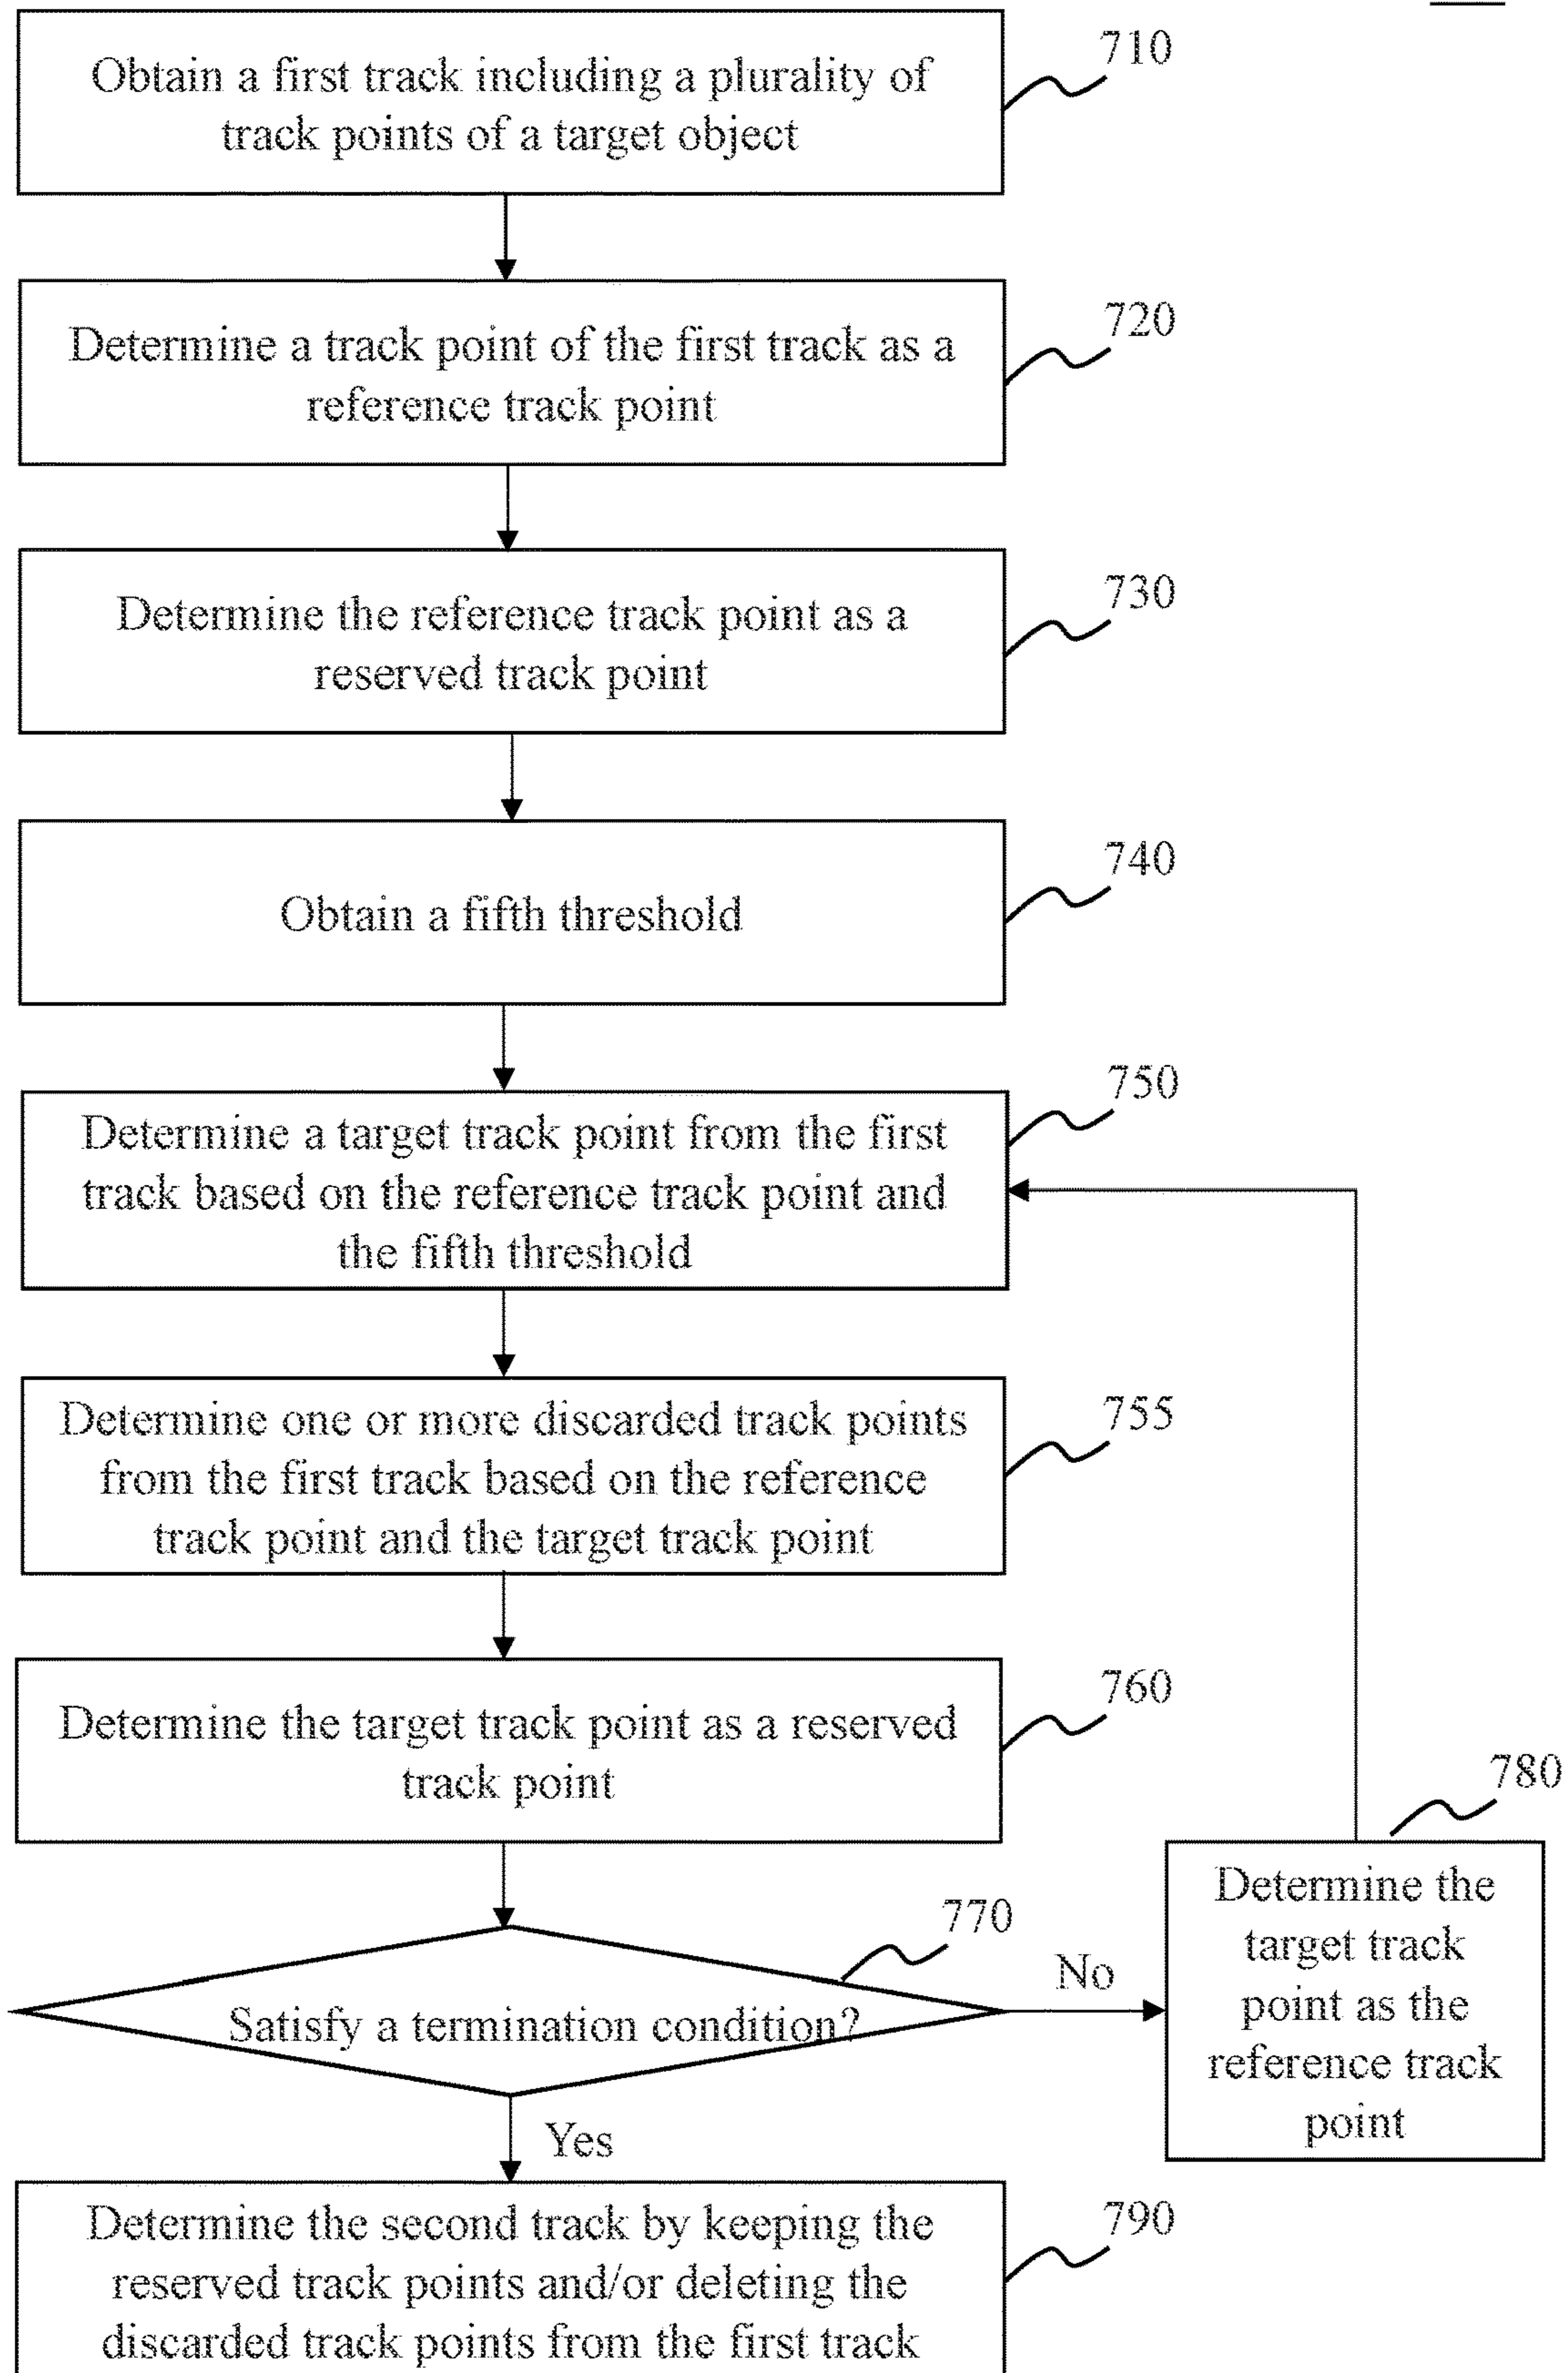 Obtain a first track including a plurality of
track points of a target object
710
Determine a track point of the first track as a
reference track point
720
Determine the reference track point as a
reserved track point
730
Obtain a fifth threshold
740
Determine a target track point from the first
track based on the reference track point and
the fifth threshold
750
Determine one or more discarded track points
from the first track based on the reference
track point and the target track point
755
Determine the target track point as a reserved
track point
760
Satisfy a termination condition?
770
No
Determine the
target track
point as the
reference track
point
780
Yes
Determine the second track by keeping the
reserved track points and/or deleting the
discarded track points from the first track
790